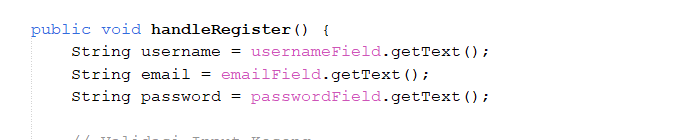 public void handleRegister() {
String username = usernameField.getText();
String email = emailField.getText();
String password = passwordField.getText();
// Validasi Input Kosong